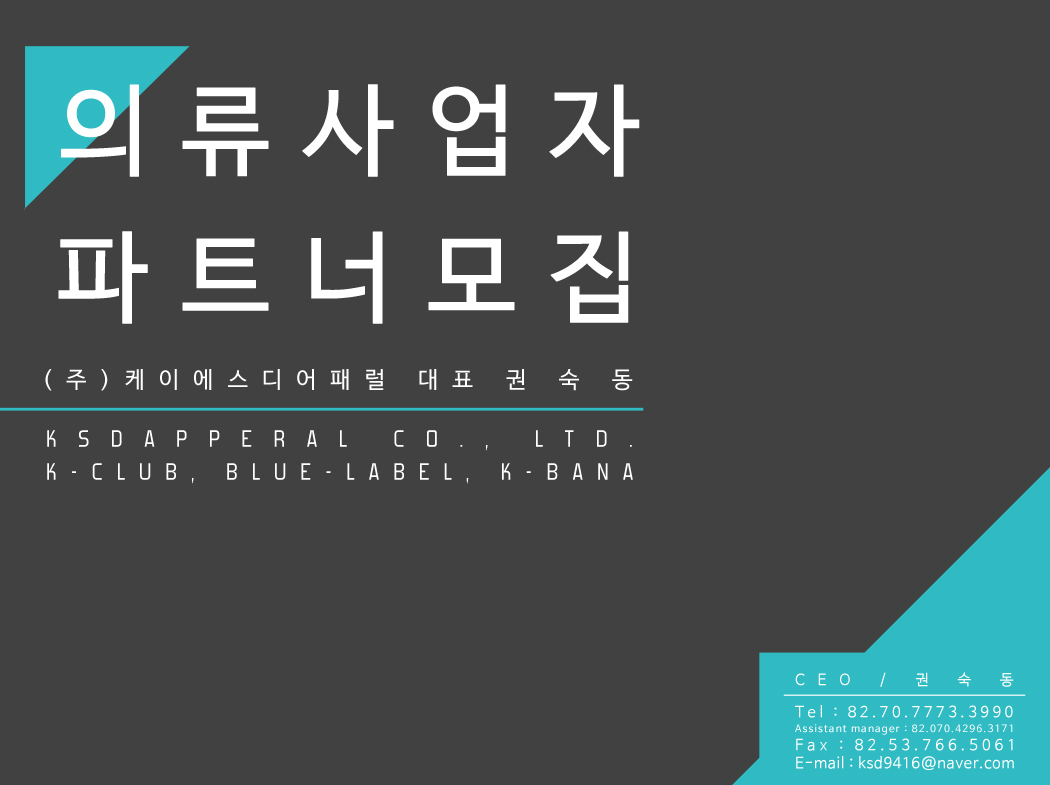 의류사업자
파트너모집
(주)케이에스디어패럴 대표 권숙동
KSDAPPERAL CO., LTD.
K-CLUB, BLUE-LABEL, K-BANA
CEO / 권숙동
Tel : 82.70.7773.3990
Assistant manager : 82.070.4296.3171
Fax : 82.53.766.5061
E-mail : ksd9416@naver.com